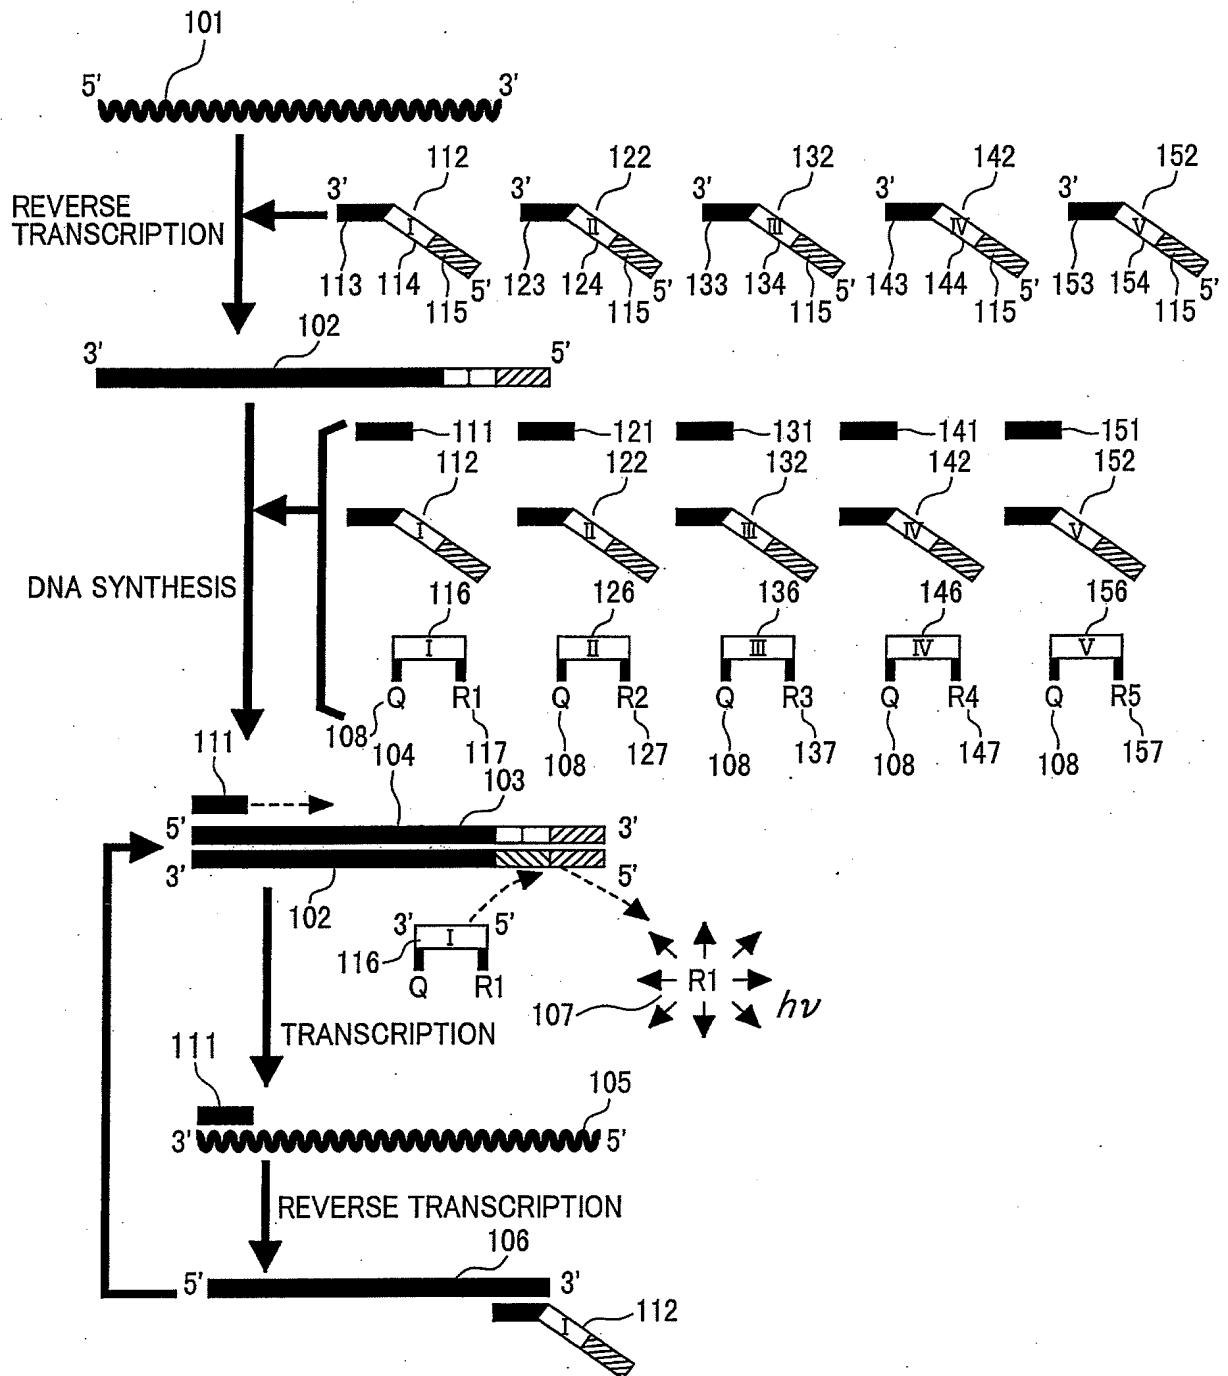 101
5' 3'
112 122 132 142 152
3' 3' 3' 3' 3'
REVERSE
TRANSCRIPTION
I II III IV V
113 114 115 5' 123 124 115 5' 133 134 115 5' 143 144 115 5' 153 154 115 5'
102
3' 5'
111 121 131 141 151
112 122 132 142 152
I II III IV V
DNA SYNTHESIS
116 126 136 146 156
I II III IV V
Q R1 Q R2 Q R3 Q R4 Q R5
108 117 108 127 108 137 108 147 108 157
111 104 103
5' 3'
3' 5'
102
3' 5'
116 I
Q R1
R1
107 hν
TRANSCRIPTION
111
105
3' 5'
REVERSE TRANSCRIPTION
106
5' 3'
112
I